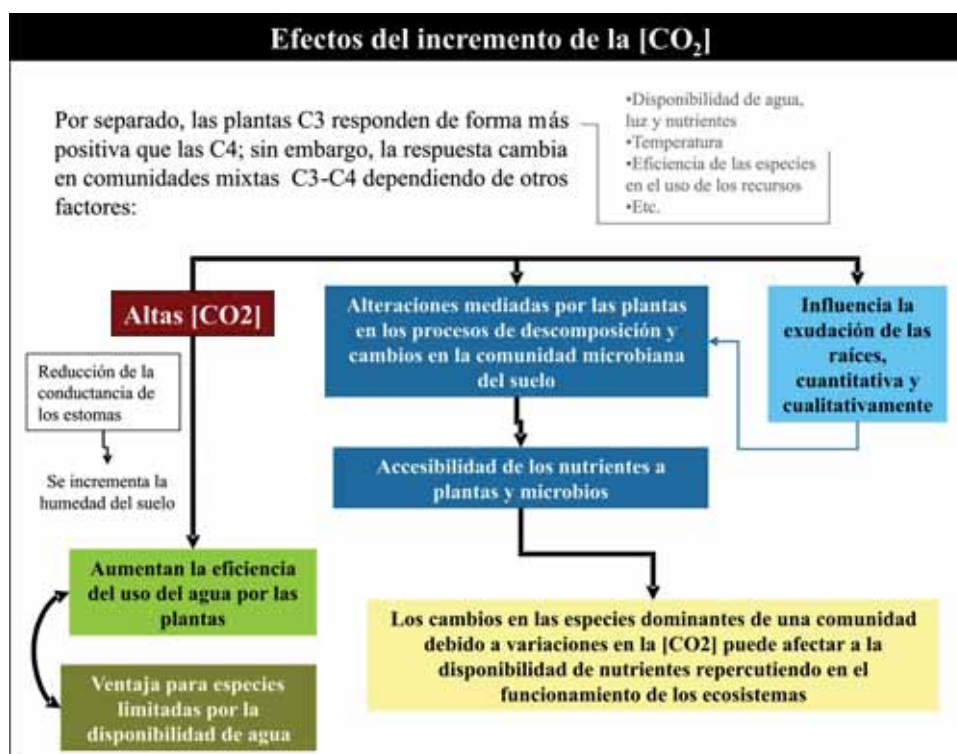 Efectos del incremento de la [CO₂]
Por separado, las plantas C3 responden de forma más
positiva que las C4; sin embargo, la respuesta cambia
en comunidades mixtas C3-C4 dependiendo de otros
factores:
•Disponibilidad de agua,
luz y nutrientes
•Temperatura
•Eficiencia de las especies
en el uso de los recursos
•Etc.
Altas [CO2]
Reducción de la
conductancia de
los estomas
Se incrementa la
humedad del suelo
Aumentan la eficiencia
del uso del agua por las
plantas
Ventaja para especies
limitadas por la
disponibilidad de agua
Alteraciones mediadas por las plantas
en los procesos de descomposición y
cambios en la comunidad microbiana
del suelo
Accesibilidad de los nutrientes a
plantas y microbios
Influencia la
exudación de las
raíces,
cuantitativa y
cualitativamente
Los cambios en las especies dominantes de una comunidad
debido a variaciones en la [CO2] puede afectar a la
disponibilidad de nutrientes repercutiendo en el
funcionamiento de los ecosistemas